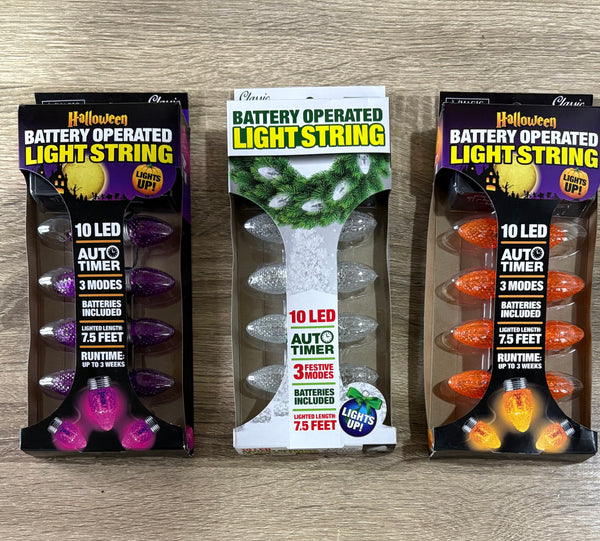 Classic
Halloween
BATTERY OPERATED
LIGHT STRING
LIGHTS
UP!
10 LED
AUTO
TIMER
3 MODES
BATTERIES
INCLUDED
LIGHTED LENGTH:
7.5 FEET
RUNTIME:
UP TO 3 WEEKS
Classic
BATTERY OPERATED
LIGHT STRING
10 LED
AUTO
TIMER
3 FESTIVE
MODES
BATTERIES
INCLUDED
LIGHTED LENGTH:
7.5 FEET
LIGHTS
UP!
Classic
Halloween
BATTERY OPERATED
LIGHT STRING
LIGHTS
UP!
10 LED
AUTO
TIMER
3 MODES
BATTERIES
INCLUDED
LIGHTED LENGTH:
7.5 FEET
RUNTIME:
UP TO 3 WEEKS